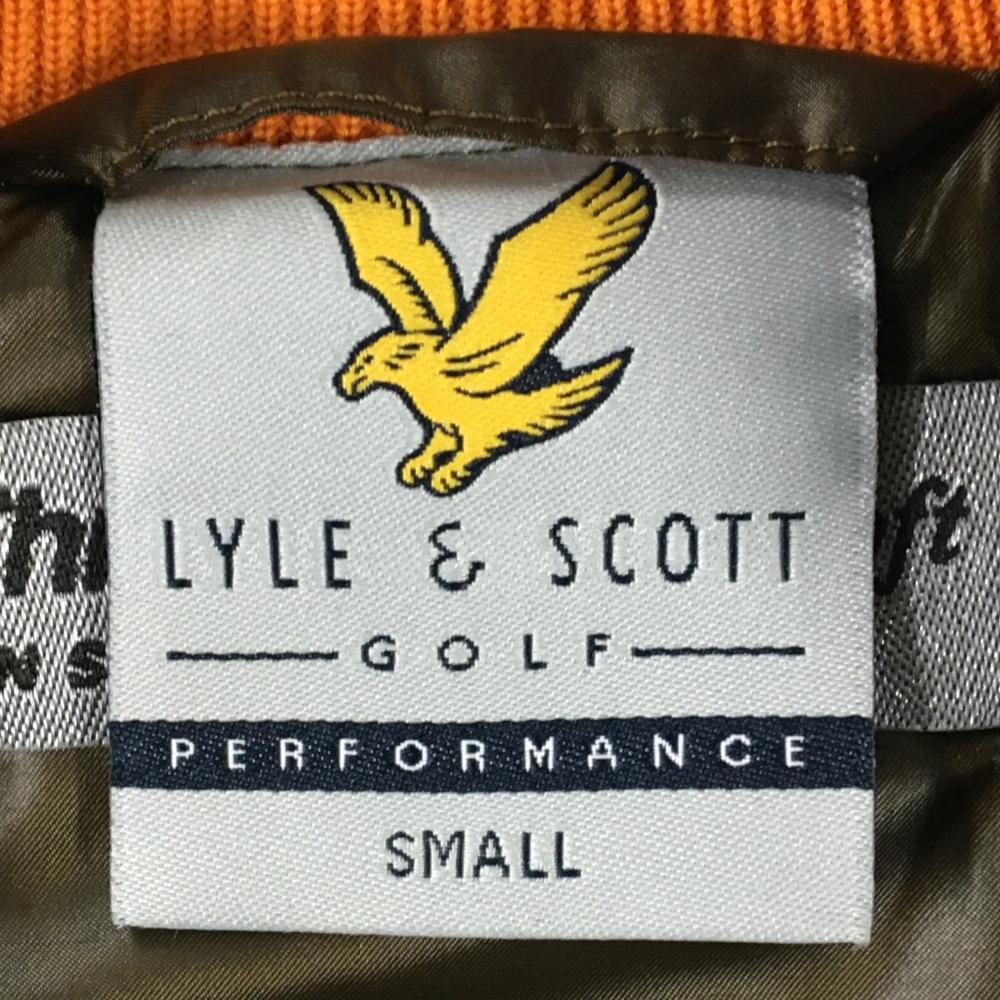 LYLE & SCOTT
GOLF
PERFORMANCE
SMALL